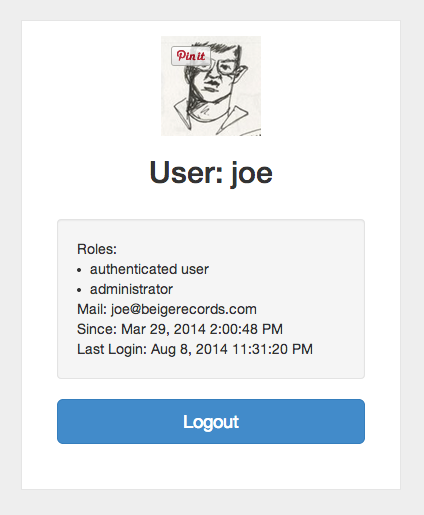 Pin it
User: joe
Roles:
• authenticated user
• administrator
Mail: joe@beigerecords.com
Since: Mar 29, 2014 2:00:48 PM
Last Login: Aug 8, 2014 11:31:20 PM
Logout